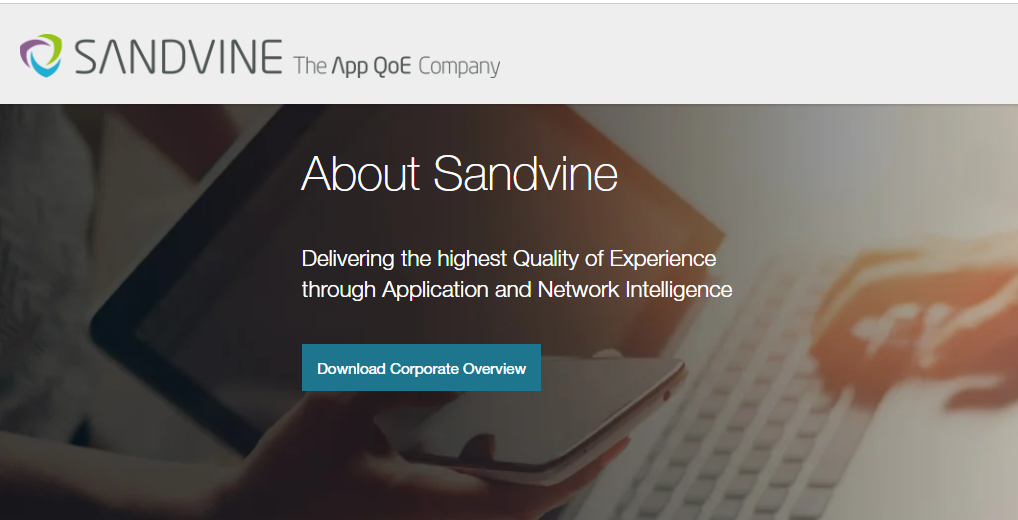 SANDVINE The App QoE Company
About Sandvine
Delivering the highest Quality of Experience
through Application and Network Intelligence
Download Corporate Overview